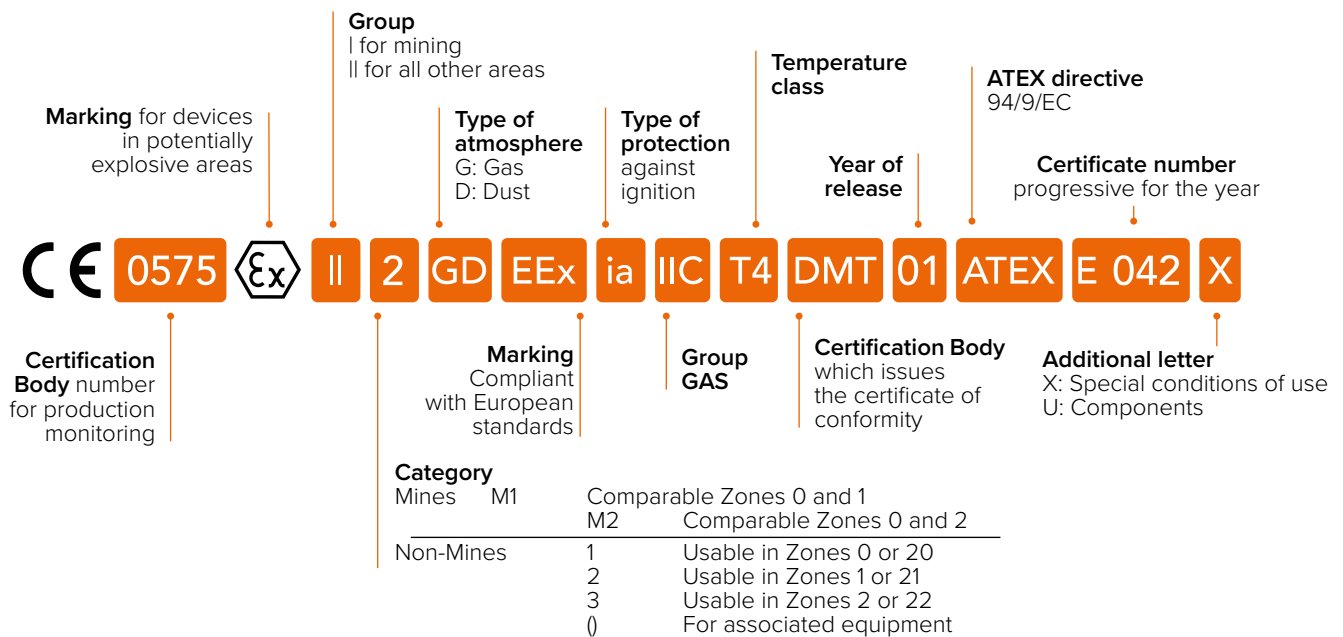 Group
| for mining
|| for all other areas
Marking for devices
in potentially
explosive areas
Type of
atmosphere
G: Gas
D: Dust
Type of
protection
against
ignition
Temperature
class
Year of
release
ATEX directive
94/9/EC
Certificate number
progressive for the year
CE 0575 Ex || 2 GD EEx ia IIC T4 DMT 01 ATEX E 042 X
Certification
Body number
for production
monitoring
Marking
Compliant
with European
standards
Group
GAS
Certification Body
which issues
the certificate of
conformity
Additional letter
X: Special conditions of use
U: Components
Category
Mines M1 Comparable Zones 0 and 1
M2 Comparable Zones 0 and 2
Non-Mines 1 Usable in Zones 0 or 20
2 Usable in Zones 1 or 21
3 Usable in Zones 2 or 22
() For associated equipment